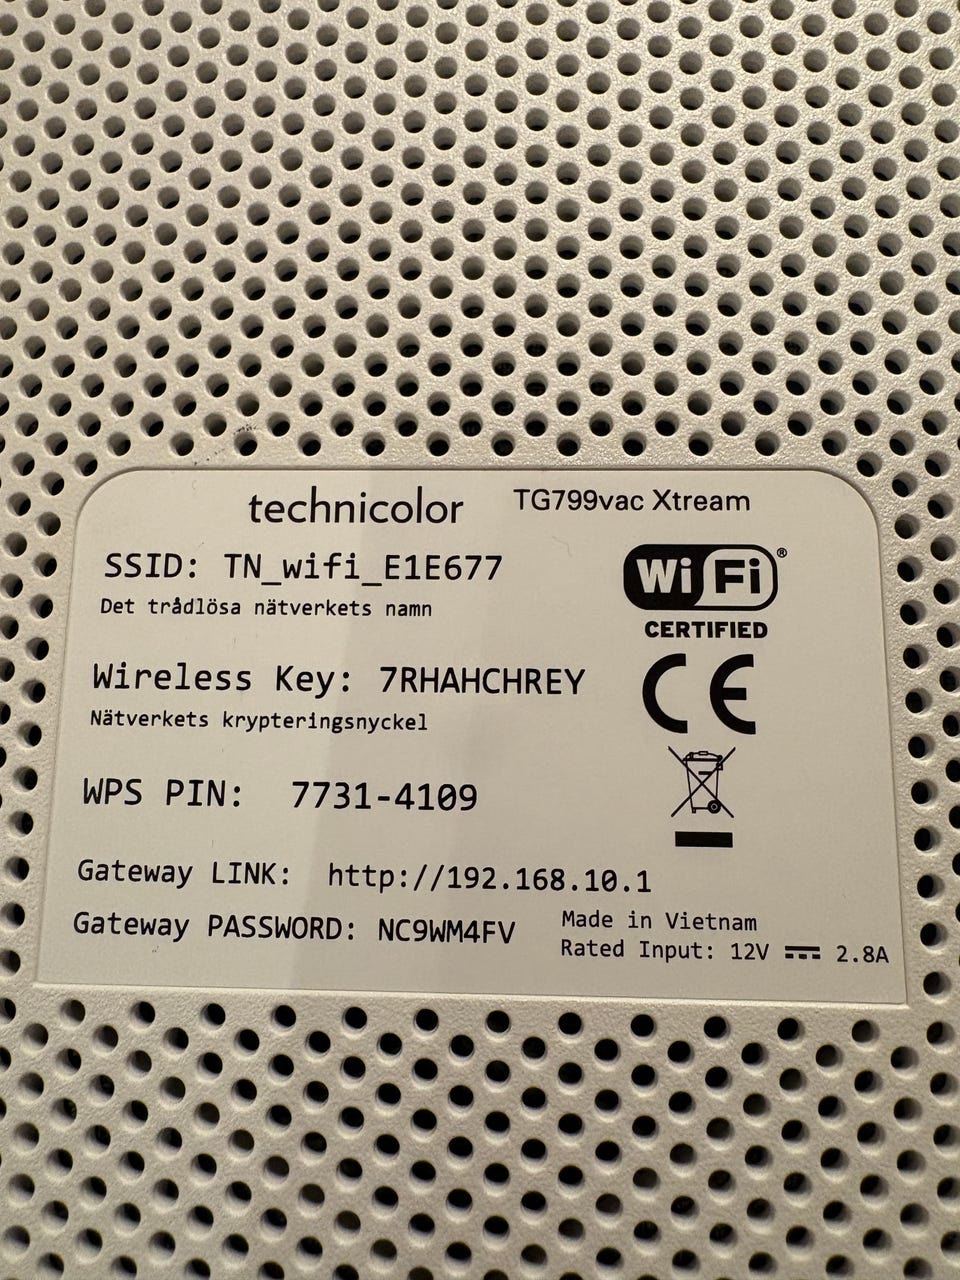 technicolor TG799vac Xtream
SSID: TN_wifi_E1E677
Det trådlösa nätverkets namn
WiFi®
CERTIFIED
Wireless Key: 7RHAHCHREY
Nätverkets krypteringsnyckel
CE
WPS PIN: 7731-4109
Gateway LINK: http://192.168.10.1
Gateway PASSWORD: NC9WM4FV
Made in Vietnam
Rated Input: 12V ⎓ 2.8A